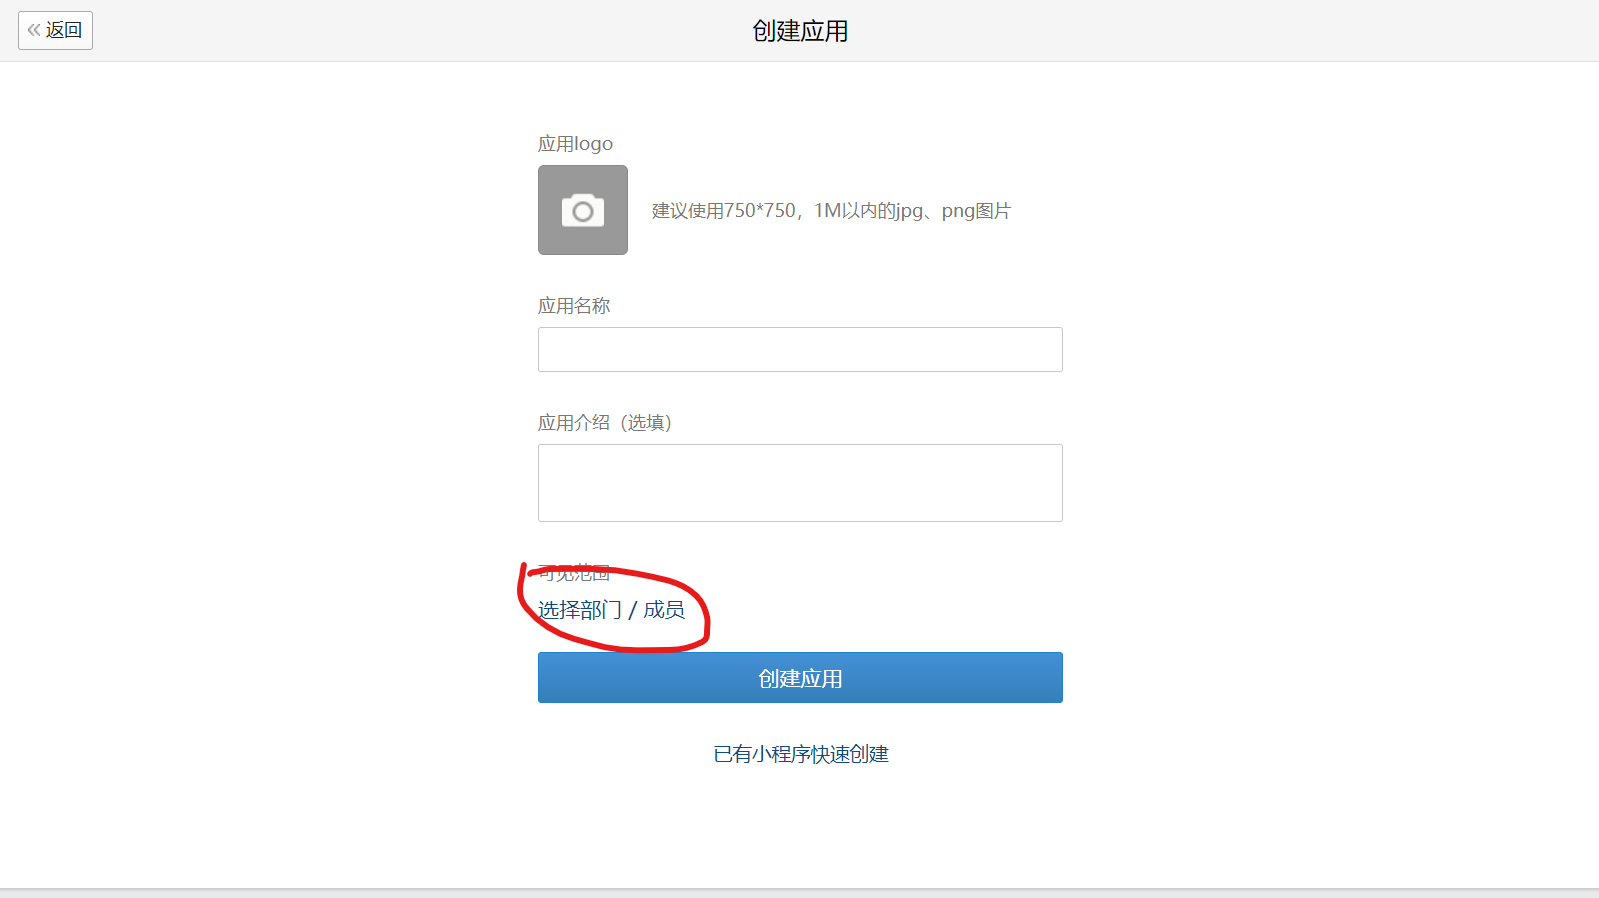 返回
创建应用
应用logo
建议使用750*750，1M以内的jpg、png图片
应用名称
应用介绍（选填）
可见范围
选择部门 / 成员
创建应用
已有小程序快速创建